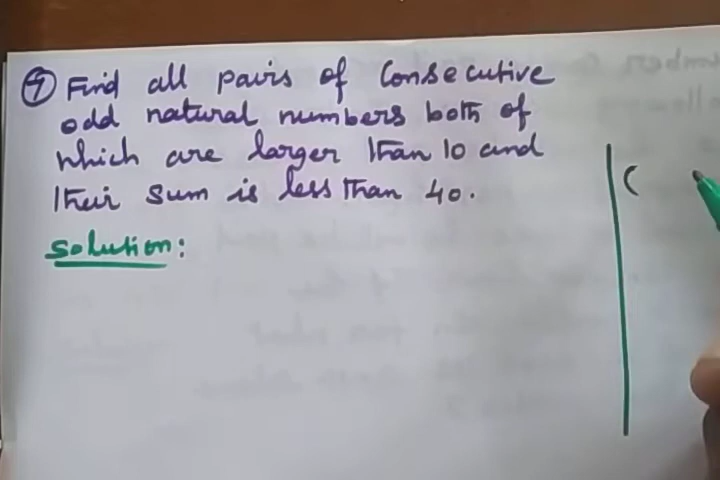 9 Find all pairs of Consecutive
odd natural numbers both of
which are larger than 10 and
their sum is less than 40.
Solution:
(